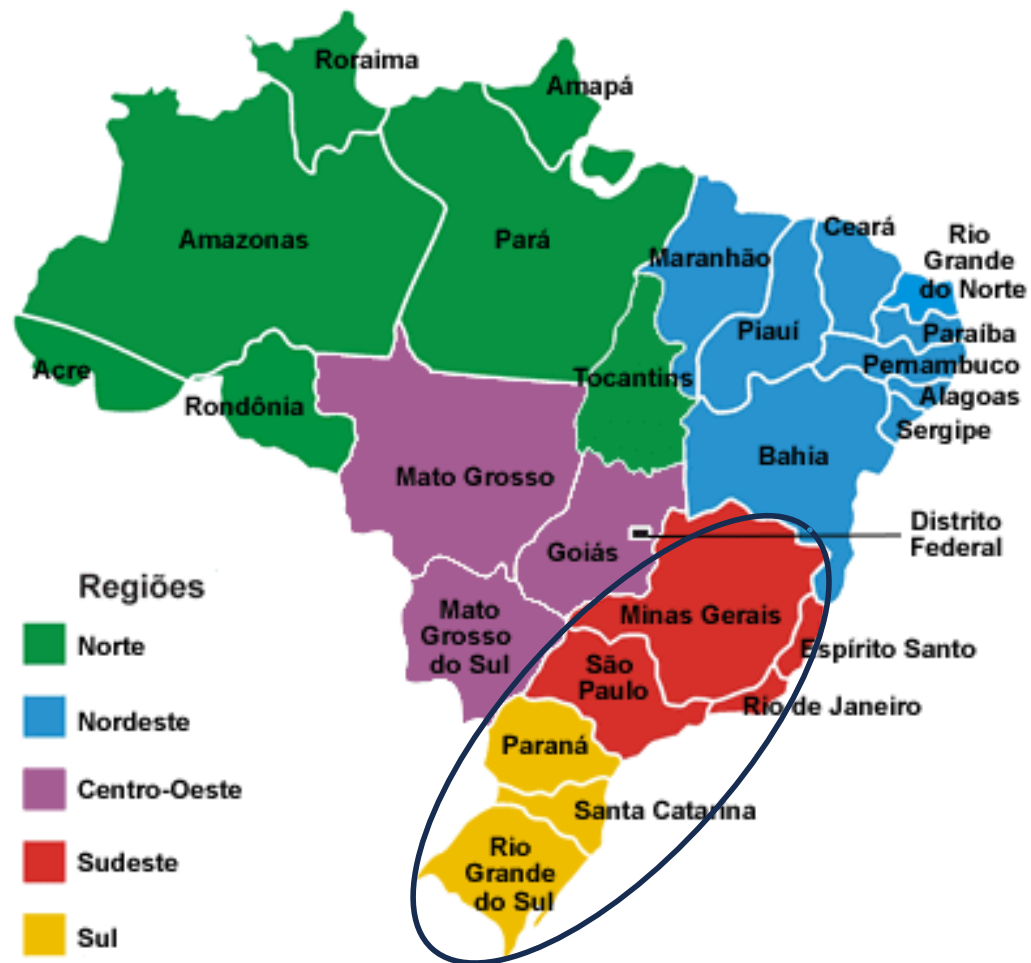 Roraima
Amapá
Amazonas
Pará
Maranhão
Ceará
Rio
Grande
do Norte
Piauí
Paraíba
Pernambuco
Acre
Tocantins
Alagoas
Rondônia
Sergipe
Bahia
Mato Grosso
Distrito
Federal
Goiás
Regiões
Mato
Grosso
do Sul
Minas Gerais
Norte
Espírito Santo
São
Paulo
Rio de Janeiro
Nordeste
Paraná
Centro-Oeste
Santa Catarina
Rio
Grande
do Sul
Sudeste
Sul